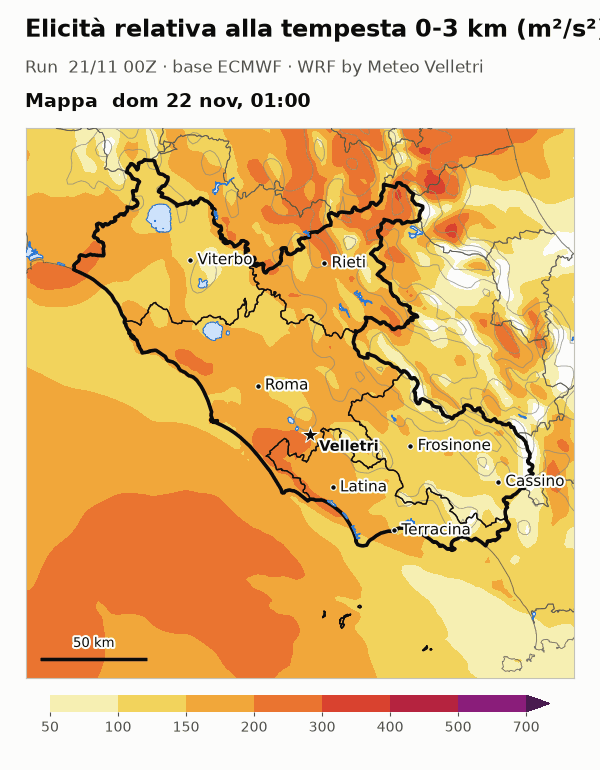 Elicità relativa alla tempesta 0-3 km (m²/s²)
Run 21/11 00Z · base ECMWF · WRF by Meteo Velletri
Mappa dom 22 nov, 01:00
Viterbo
Rieti
Roma
Velletri
Frosinone
Latina
Cassino
Terracina
50 km
50 100 150 200 300 400 500 700